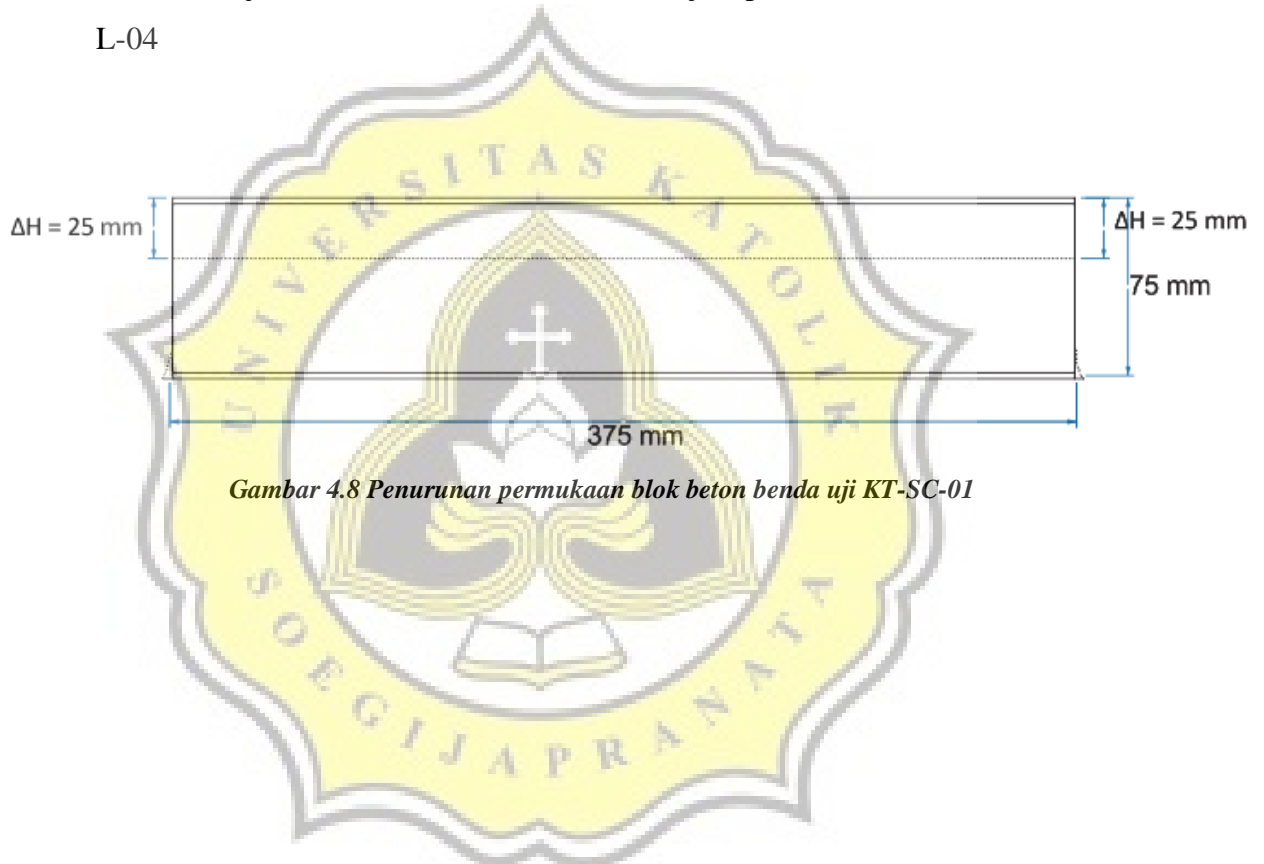 L-04
UNIVERSITAS KATOLIK
ΔH = 25 mm
ΔH = 25 mm
75 mm
375 mm
Gambar 4.8 Penurunan permukaan blok beton benda uji KT-SC-01
SOEGIJAPRANATA